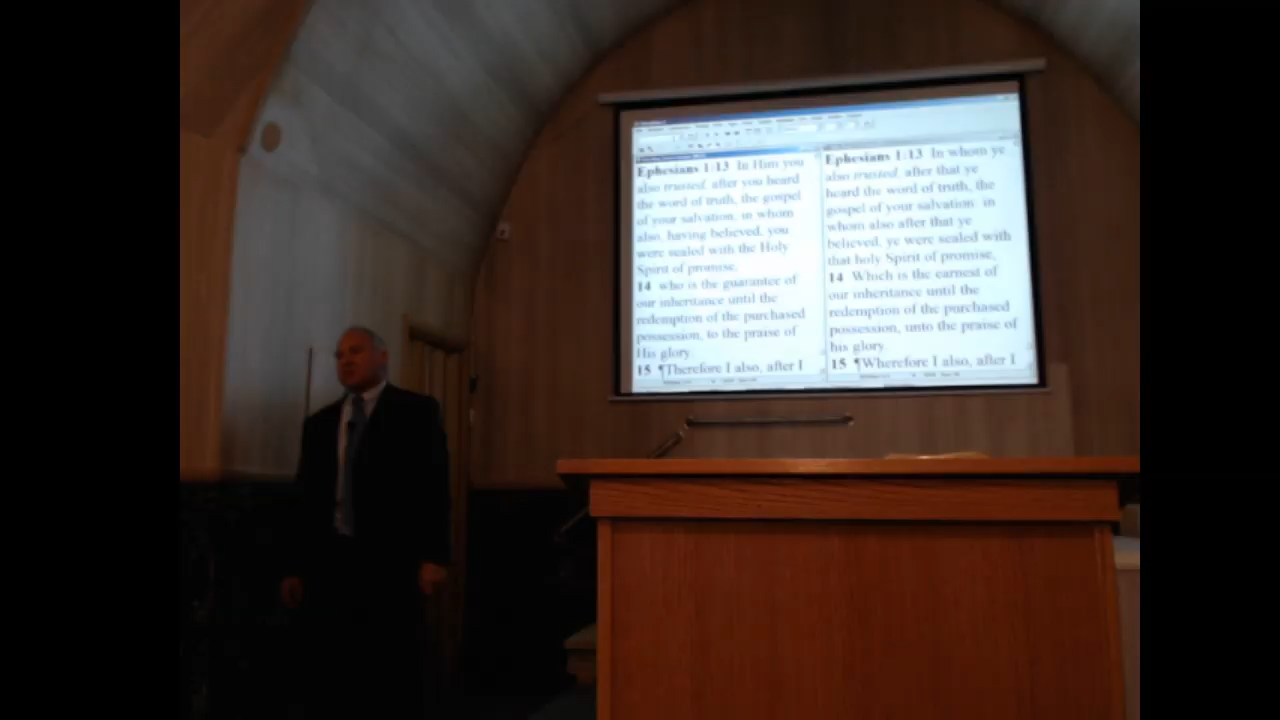 Ephesians 1:13 In Him you
also trusted, after you heard
the word of truth, the gospel
of your salvation; in whom
also, having believed, you
were sealed with the Holy
Spirit of promise,
14 who is the guarantee of
our inheritance until the
redemption of the purchased
possession, to the praise of
His glory.
15 ¶Therefore I also, after I
Ephesians 1:13 In whom ye
also trusted, after that ye
heard the word of truth, the
gospel of your salvation: in
whom also after that ye
believed, ye were sealed with
that holy Spirit of promise,
14 Which is the earnest of
our inheritance until the
redemption of the purchased
possession, unto the praise of
his glory.
15 ¶Wherefore I also, after I